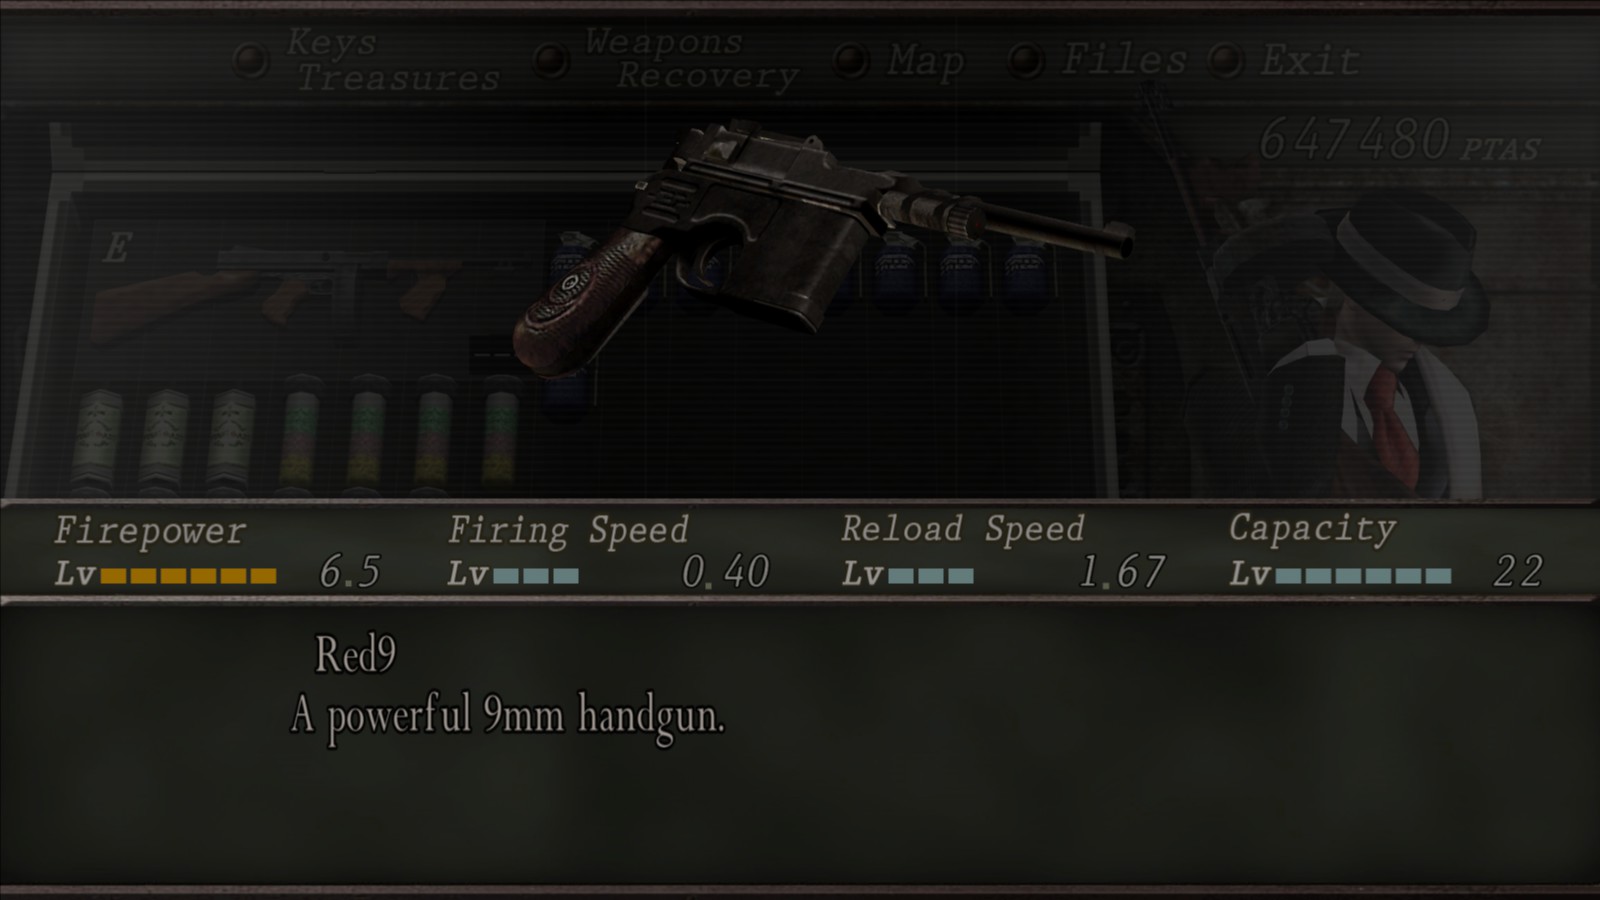 Keys Treasures
Weapons Recovery
Map
Files
Exit
647480 PTAS
E
Firepower
Lv 6.5
Firing Speed
Lv 0.40
Reload Speed
Lv 1.67
Capacity
Lv 22
Red9
A powerful 9mm handgun.